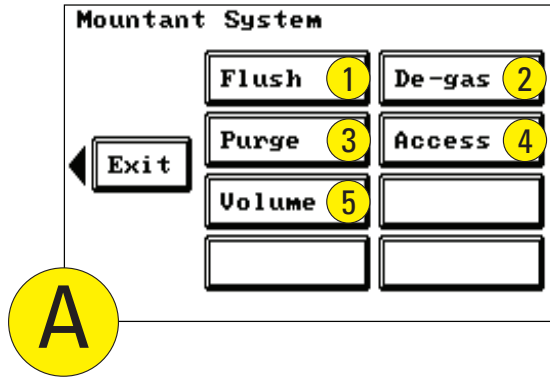 Mountant System
Flush 1 De-gas 2
Purge 3 Access 4
Exit
Volume 5
A